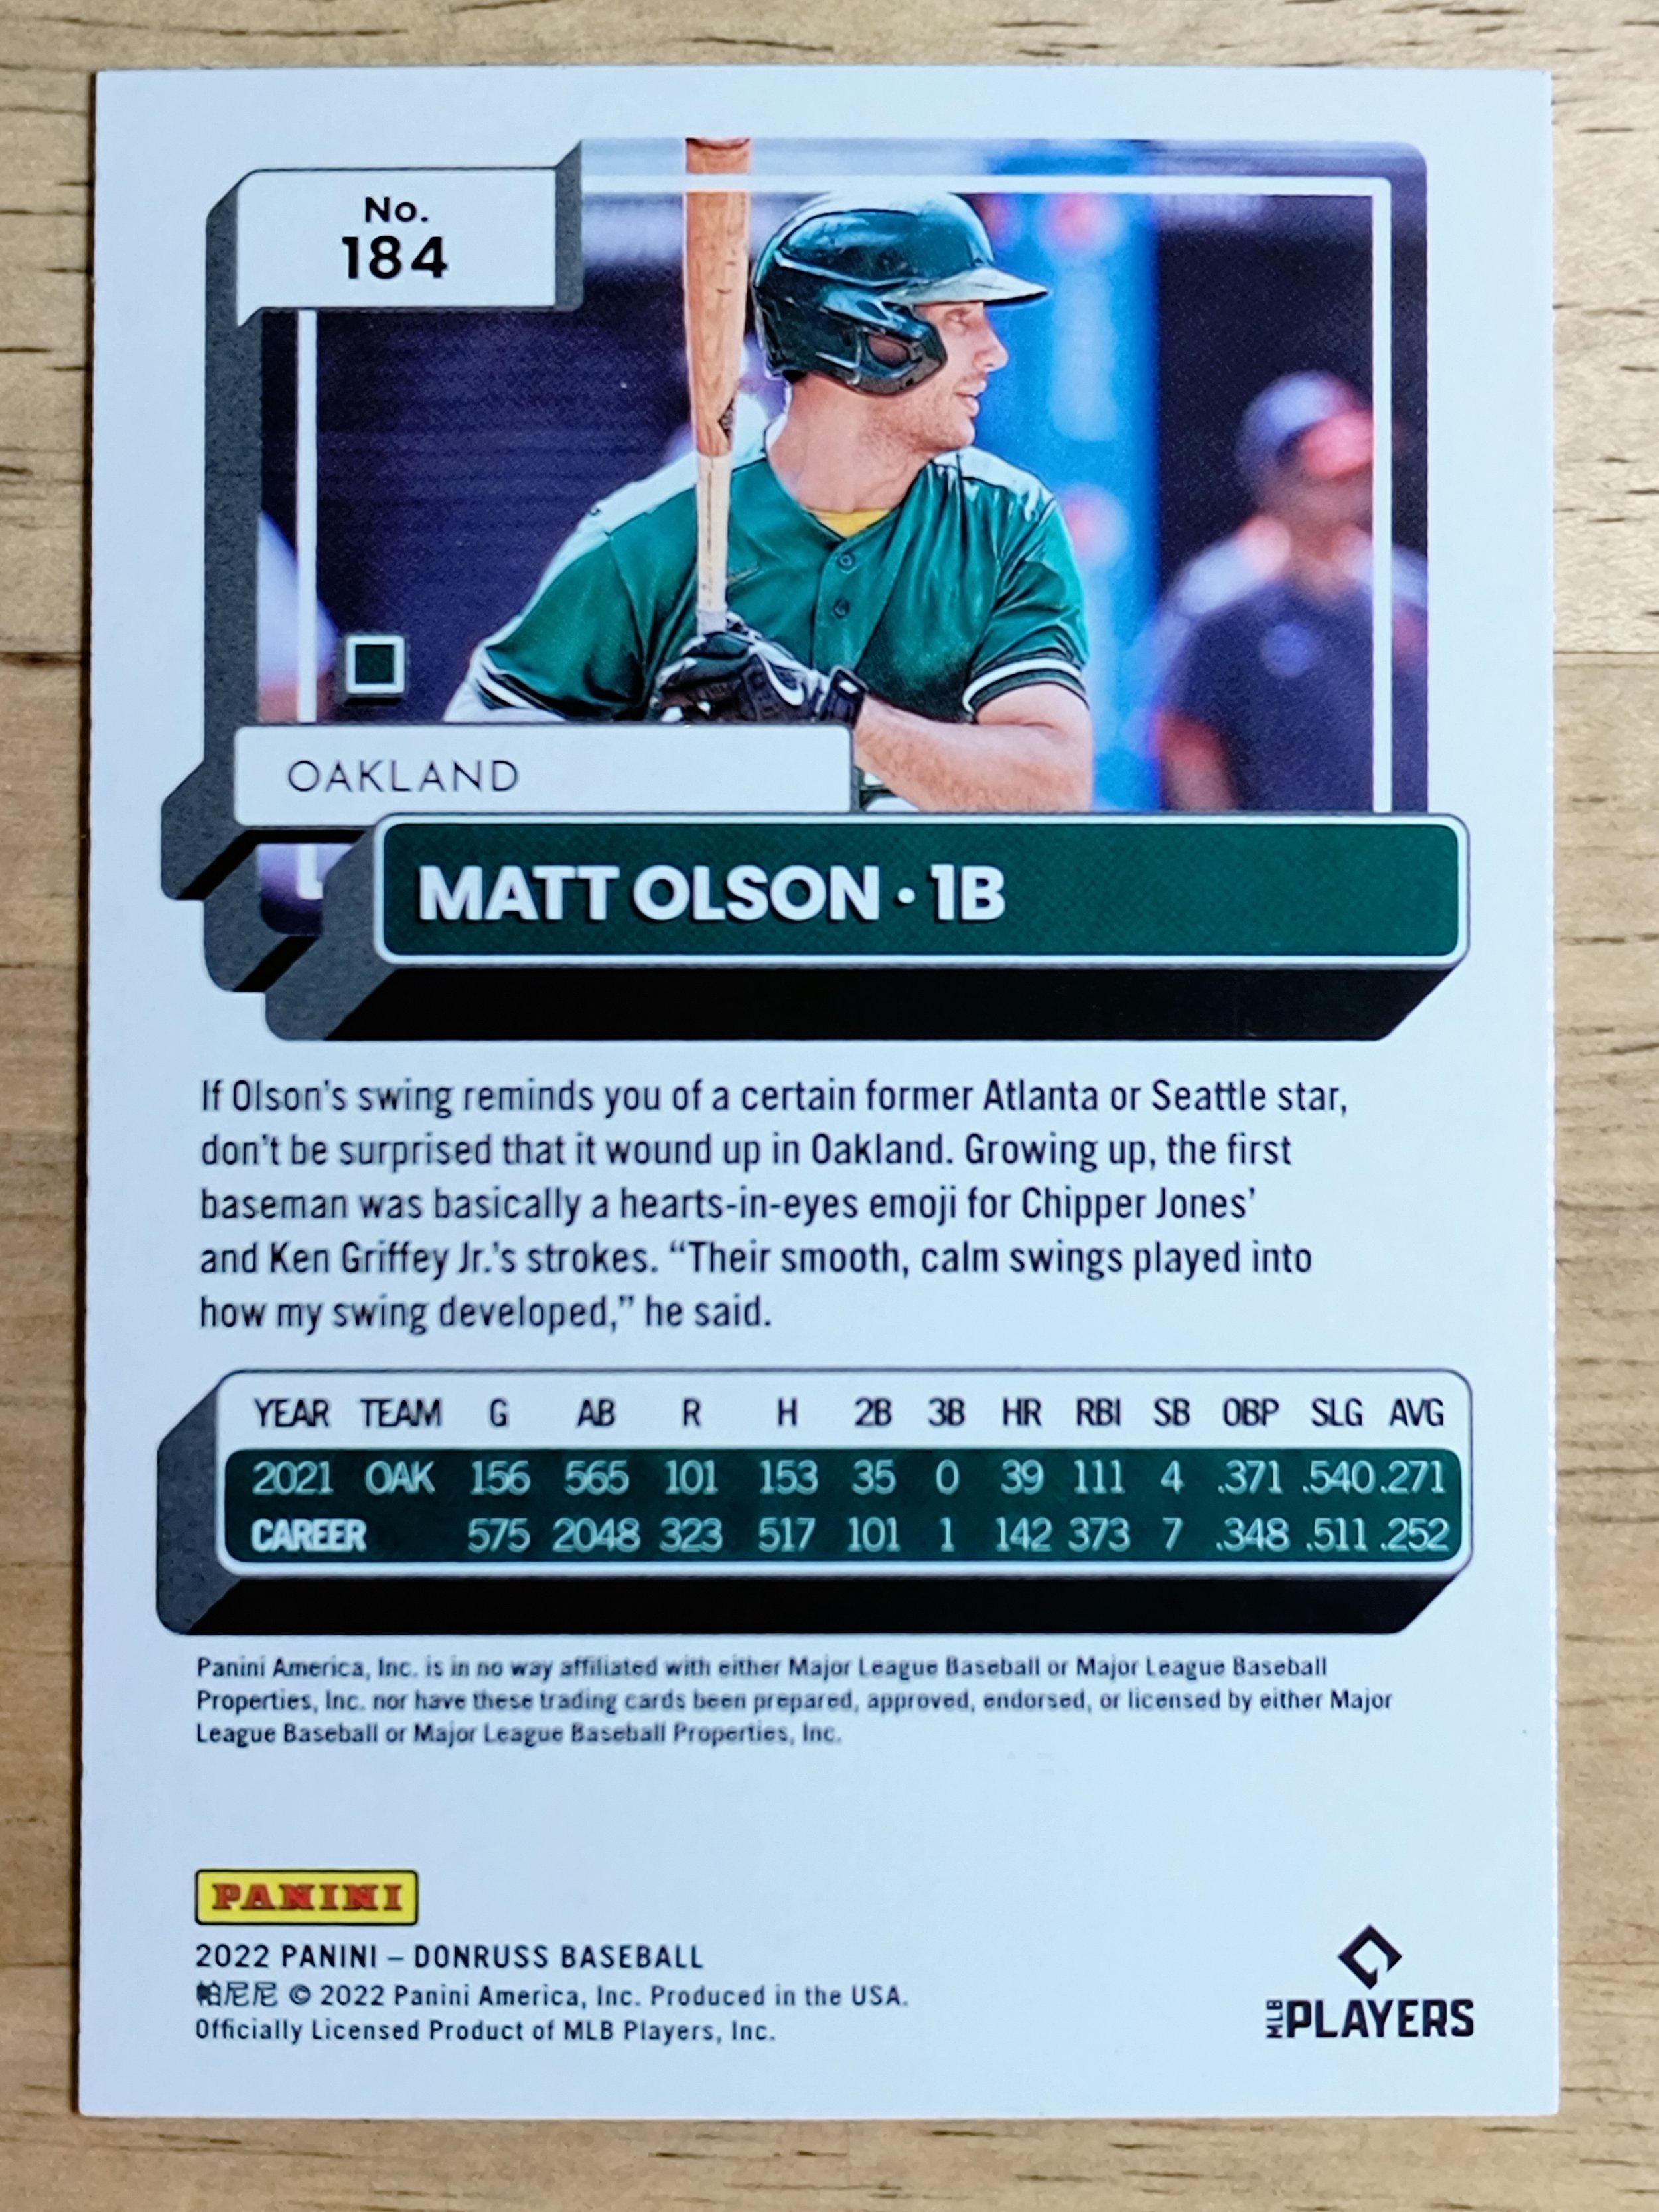 No.
184
OAKLAND
MATT OLSON · 1B
If Olson's swing reminds you of a certain former Atlanta or Seattle star,
don't be surprised that it wound up in Oakland. Growing up, the first
baseman was basically a hearts-in-eyes emoji for Chipper Jones'
and Ken Griffey Jr.'s strokes. “Their smooth, calm swings played into
how my swing developed,” he said.
YEAR TEAM G AB R H 2B 3B HR RBI SB OBP SLG AVG
2021 OAK 156 565 101 153 35 0 39 111 4 .371 .540 .271
CAREER 575 2048 323 517 101 1 142 373 7 .348 .511 .252
Panini America, Inc. is in no way affiliated with either Major League Baseball or Major League Baseball
Properties, Inc. nor have these trading cards been prepared, approved, endorsed, or licensed by either Major
League Baseball or Major League Baseball Properties, Inc.
PANINI
2022 PANINI – DONRUSS BASEBALL
帕尼尼 © 2022 Panini America, Inc. Produced in the USA.
Officially Licensed Product of MLB Players, Inc.
MLB PLAYERS